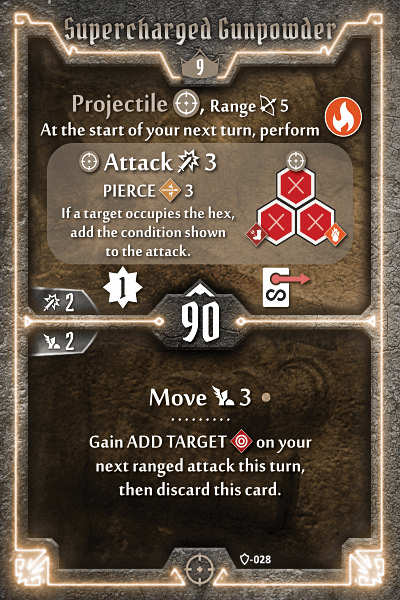 Supercharged Gunpowder
9
Projectile , Range 5
At the start of your next turn, perform
Attack 3
PIERCE 3
If a target occupies the hex,
add the condition shown
to the attack.
1
2
90
2
Move 3
Gain ADD TARGET on your
next ranged attack this turn,
then discard this card.
-028